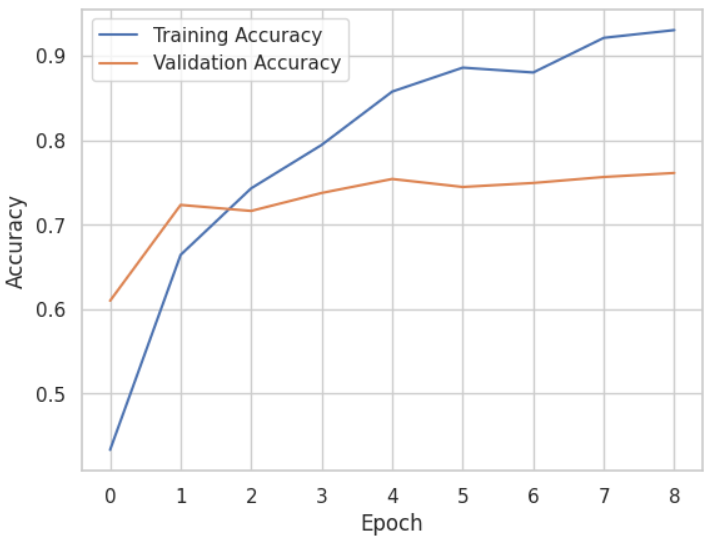 Training Accuracy
Validation Accuracy
0.9
0.8
0.7
0.6
0.5
Accuracy
0 1 2 3 4 5 6 7 8
Epoch